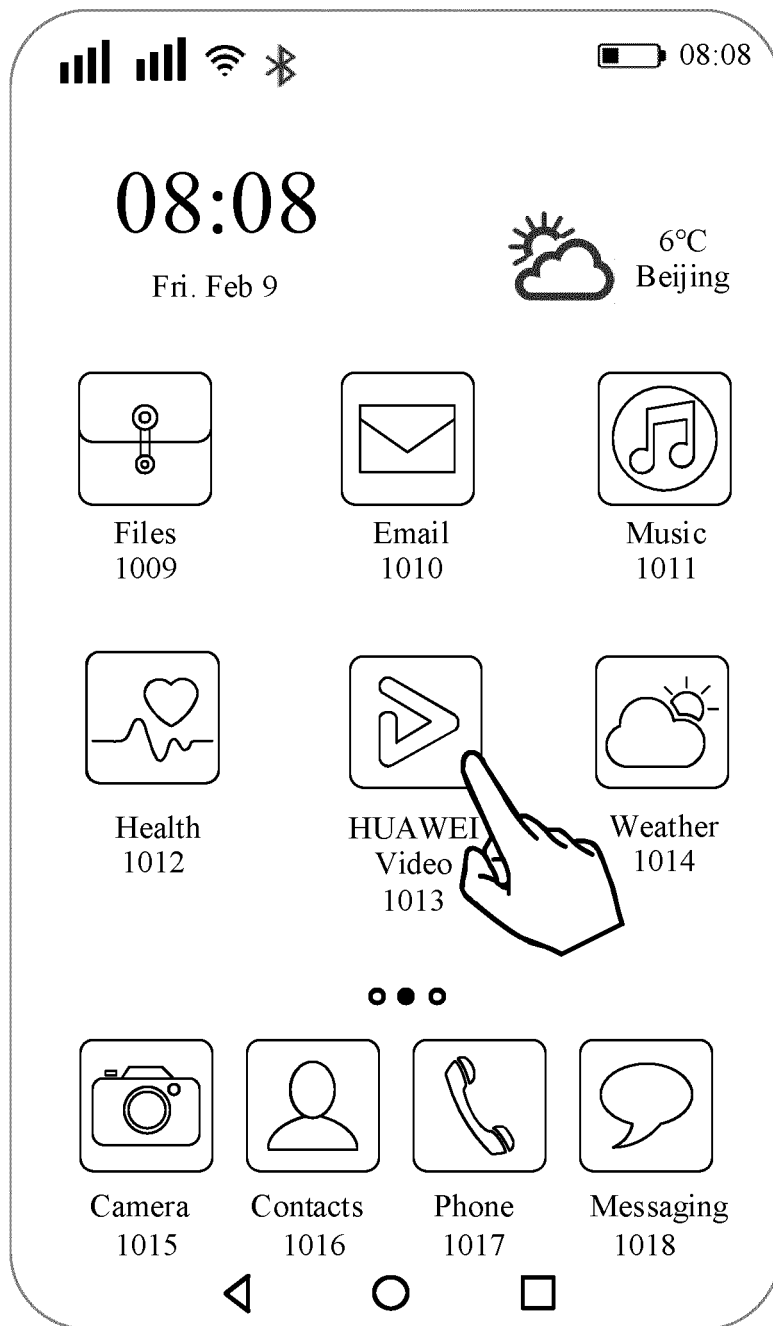 08:08
08:08
Fri. Feb 9
6°C
Beijing
Files
1009
Email
1010
Music
1011
Health
1012
HUAWEI
Video
1013
Weather
1014
Camera
1015
Contacts
1016
Phone
1017
Messaging
1018